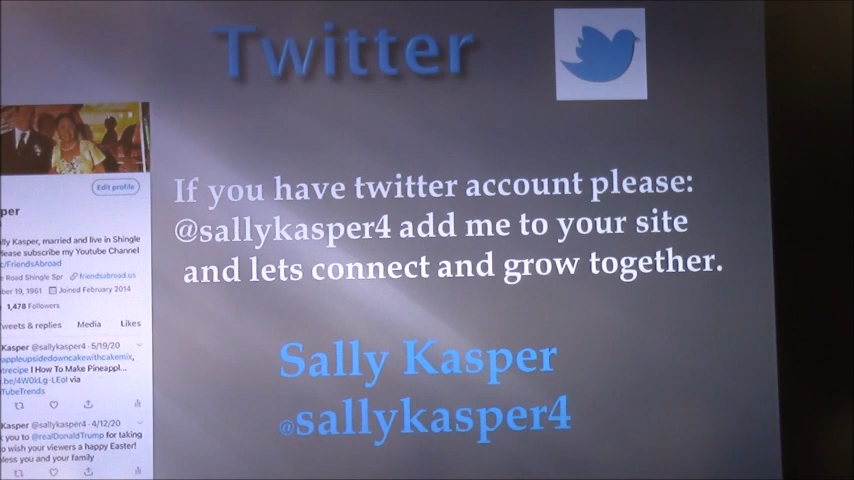 Twitter
Edit profile
per
lly Kasper, married and live in Shingle
lease subscribe my Youtube Channel
c/FriendsAbroad
s Road Shingle Spr friendsabroad.us
ber 19, 1961 Joined February 2014
1,478 Followers
weets & replies Media Likes
Kasper @sallykasper4 · 5/19/20
appleupsidedowncakewithcakemix,
trecipe I How To Make Pineappl...
.be/4W0kLg-LEoI via
TubeTrends
Kasper @sallykasper4 · 4/12/20
k you to @realDonaldTrump for taking
o wish your viewers a happy Easter!
less you and your family
If you have twitter account please:
@sallykasper4 add me to your site
and lets connect and grow together.
Sally Kasper
@sallykasper4